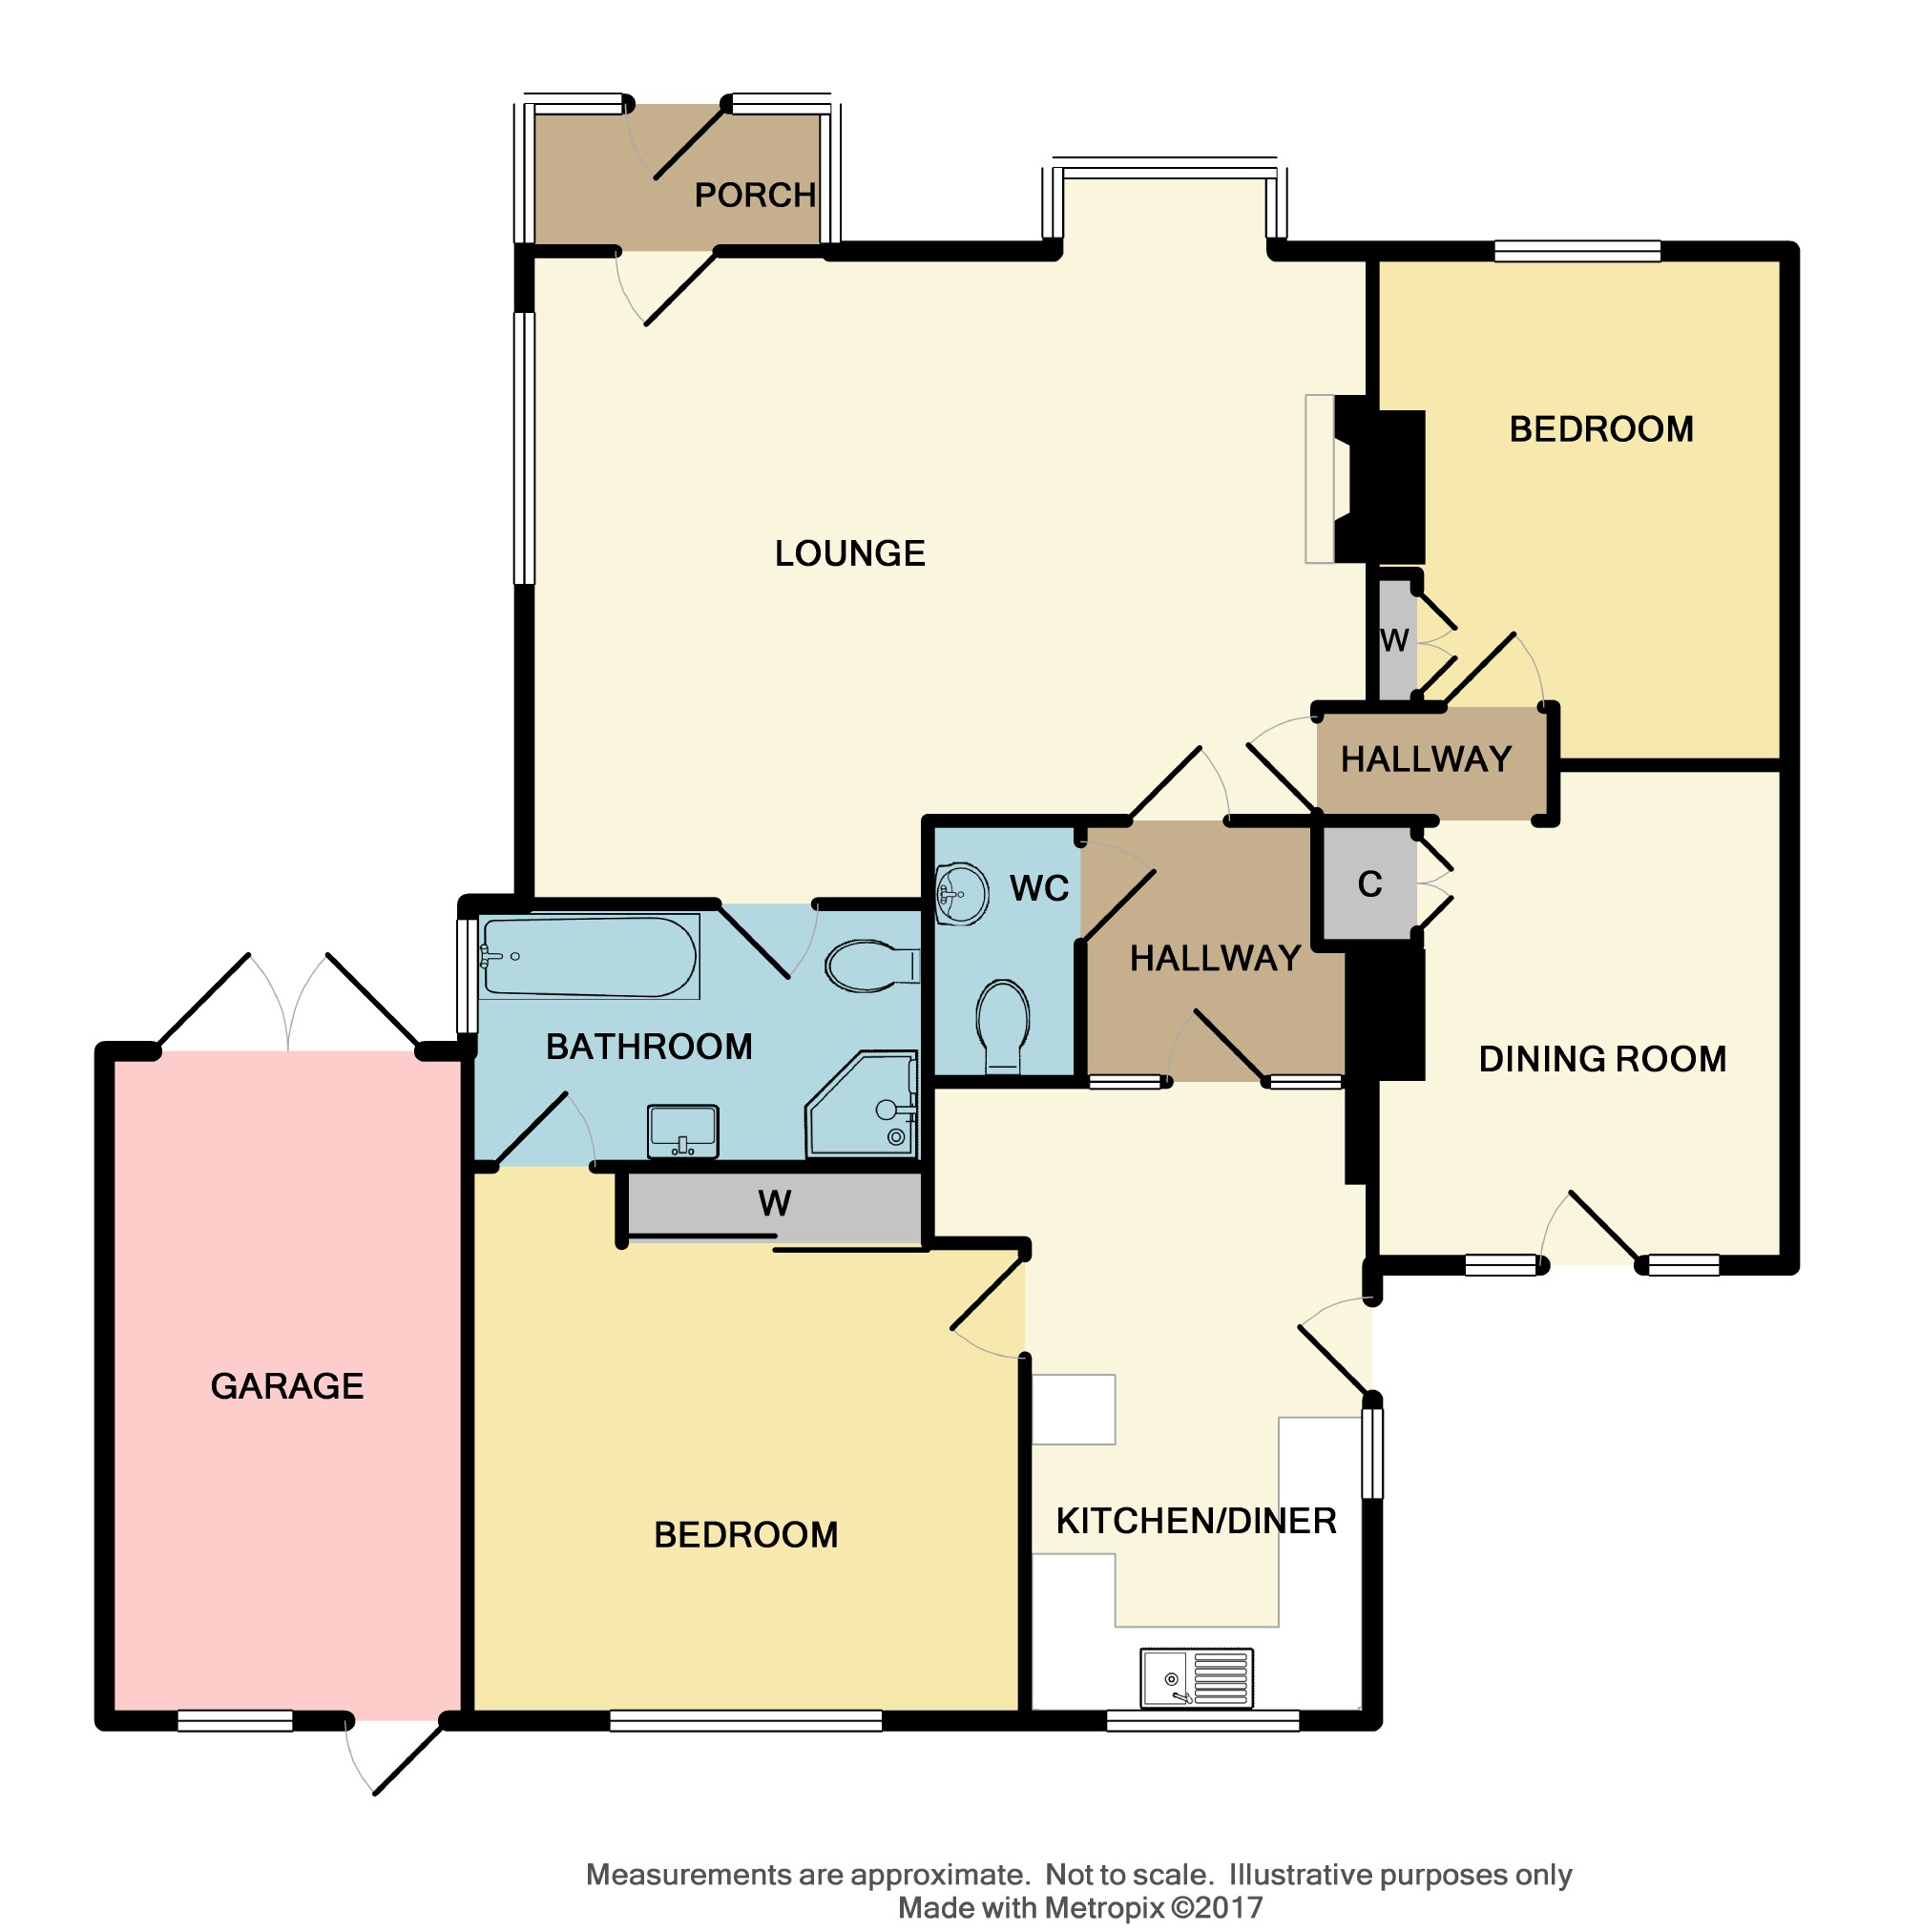 PORCH
BEDROOM
LOUNGE
W
HALLWAY
C
WC
HALLWAY
BATHROOM
DINING ROOM
W
GARAGE
KITCHEN/DINER
BEDROOM
Measurements are approximate.  Not to scale.  Illustrative purposes only
Made with Metropix ©2017